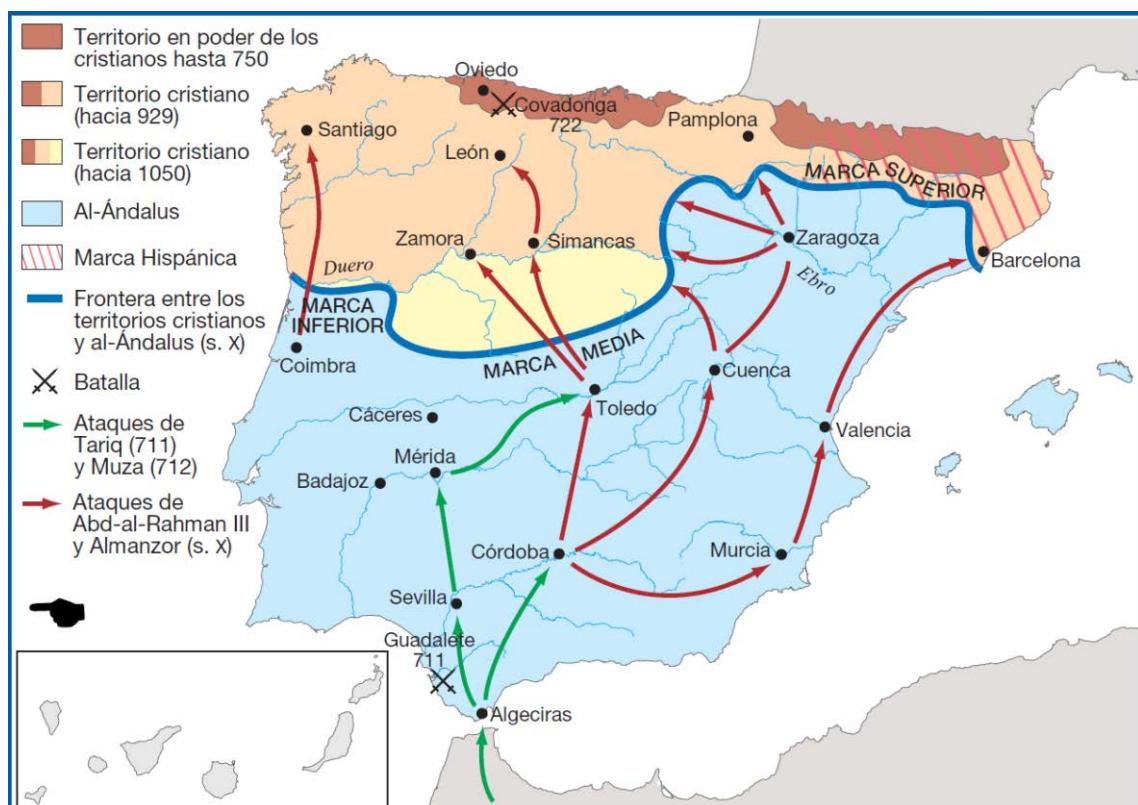 Territorio en poder de los
cristianos hasta 750
Territorio cristiano
(hacia 929)
Territorio cristiano
(hacia 1050)
Al-Ándalus
Marca Hispánica
Frontera entre los
territorios cristianos
y al-Ándalus (s. X)
Batalla
Ataques de
Tariq (711)
y Muza (712)
Ataques de
Abd-al-Rahman III
y Almanzor (s. X)
Oviedo
Covadonga
722
Santiago
Pamplona
León
MARCA SUPERIOR
Zamora
Simancas
Zaragoza
Barcelona
Duero
Ebro
MARCA
INFERIOR
MARCA MEDIA
Coimbra
Cuenca
Toledo
Cáceres
Valencia
Mérida
Badajoz
Córdoba
Murcia
Sevilla
Guadalete
711
Algeciras